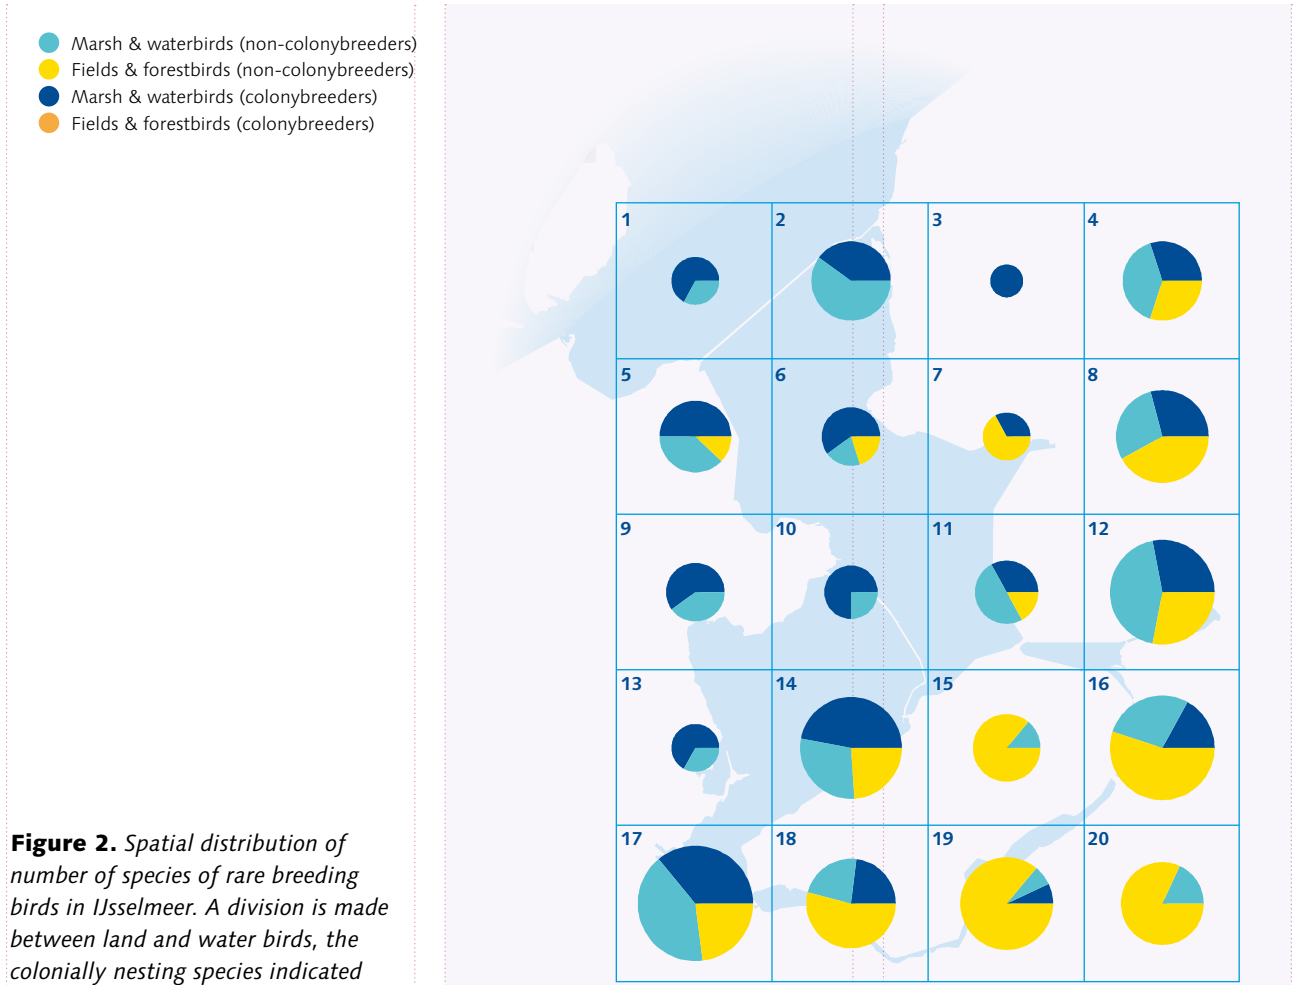 Marsh & waterbirds (non-colonybreeders)
Fields & forestbirds (non-colonybreeders)
Marsh & waterbirds (colonybreeders)
Fields & forestbirds (colonybreeders)
1 2 3 4
5 6 7 8
9 10 11 12
13 14 15 16
17 18 19 20
Figure 2. Spatial distribution of
number of species of rare breeding
birds in IJsselmeer. A division is made
between land and water birds, the
colonially nesting species indicated